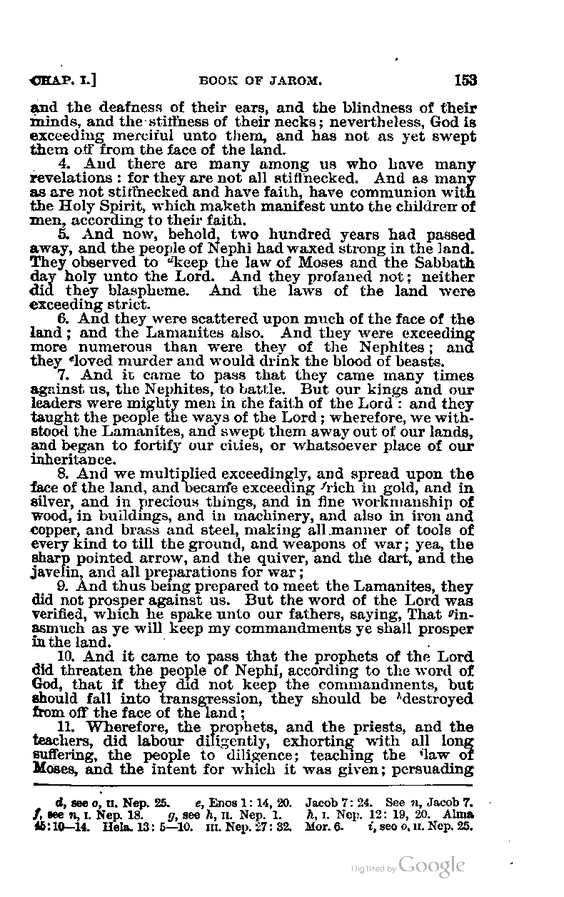 CHAP. I.] BOOK OF JAROM. 153
and the deafness of their ears, and the blindness of their
minds, and the stiffness of their necks; nevertheless, God is
exceeding merciful unto them, and has not as yet swept
them off from the face of the land.
4. And there are many among us who have many
revelations : for they are not all stiffnecked. And as many
as are not stiffnecked and have faith, have communion with
the Holy Spirit, which maketh manifest unto the children of
men, according to their faith.
5. And now, behold, two hundred years had passed
away, and the people of Nephi had waxed strong in the land.
They observed to dkeep the law of Moses and the Sabbath
day holy unto the Lord. And they profaned not; neither
did they blaspheme. And the laws of the land were
exceeding strict.
6. And they were scattered upon much of the face of the
land ; and the Lamanites also. And they were exceeding
more numerous than were they of the Nephites ; and
they eloved murder and would drink the blood of beasts.
7. And it came to pass that they came many times
against us, the Nephites, to battle. But our kings and our
leaders were mighty men in the faith of the Lord : and they
taught the people the ways of the Lord ; wherefore, we with-
stood the Lamanites, and swept them away out of our lands,
and began to fortify our cities, or whatsoever place of our
inheritance.
8. And we multiplied exceedingly, and spread upon the
face of the land, and became exceeding frich in gold, and in
silver, and in precious things, and in fine workmanship of
wood, in buildings, and in machinery, and also in iron and
copper, and brass and steel, making all manner of tools of
every kind to till the ground, and weapons of war; yea, the
sharp pointed arrow, and the quiver, and the dart, and the
javelin, and all preparations for war ;
9. And thus being prepared to meet the Lamanites, they
did not prosper against us. But the word of the Lord was
verified, which he spake unto our fathers, saying, That gin-
asmuch as ye will keep my commandments ye shall prosper
in the land.
10. And it came to pass that the prophets of the Lord
did threaten the people of Nephi, according to the word of
God, that if they did not keep the commandments, but
should fall into transgression, they should be hdestroyed
from off the face of the land;
11. Wherefore, the prophets, and the priests, and the
teachers, did labour diligently, exhorting with all long
suffering, the people to diligence; teaching the ilaw of
Moses, and the intent for which it was given; persuading
d, see o, II. Nep. 25. e, Enos 1: 14, 20. Jacob 7: 24. See n, Jacob 7.
f, see n, I. Nep. 18. g, see h, II. Nep. 1. h, I. Nep. 12: 19, 20. Alma
45:10—14. Hela. 13: 5—10. III. Nep. 27: 32. Mor. 6. i, see o, II. Nep. 25.
Digitized by Google